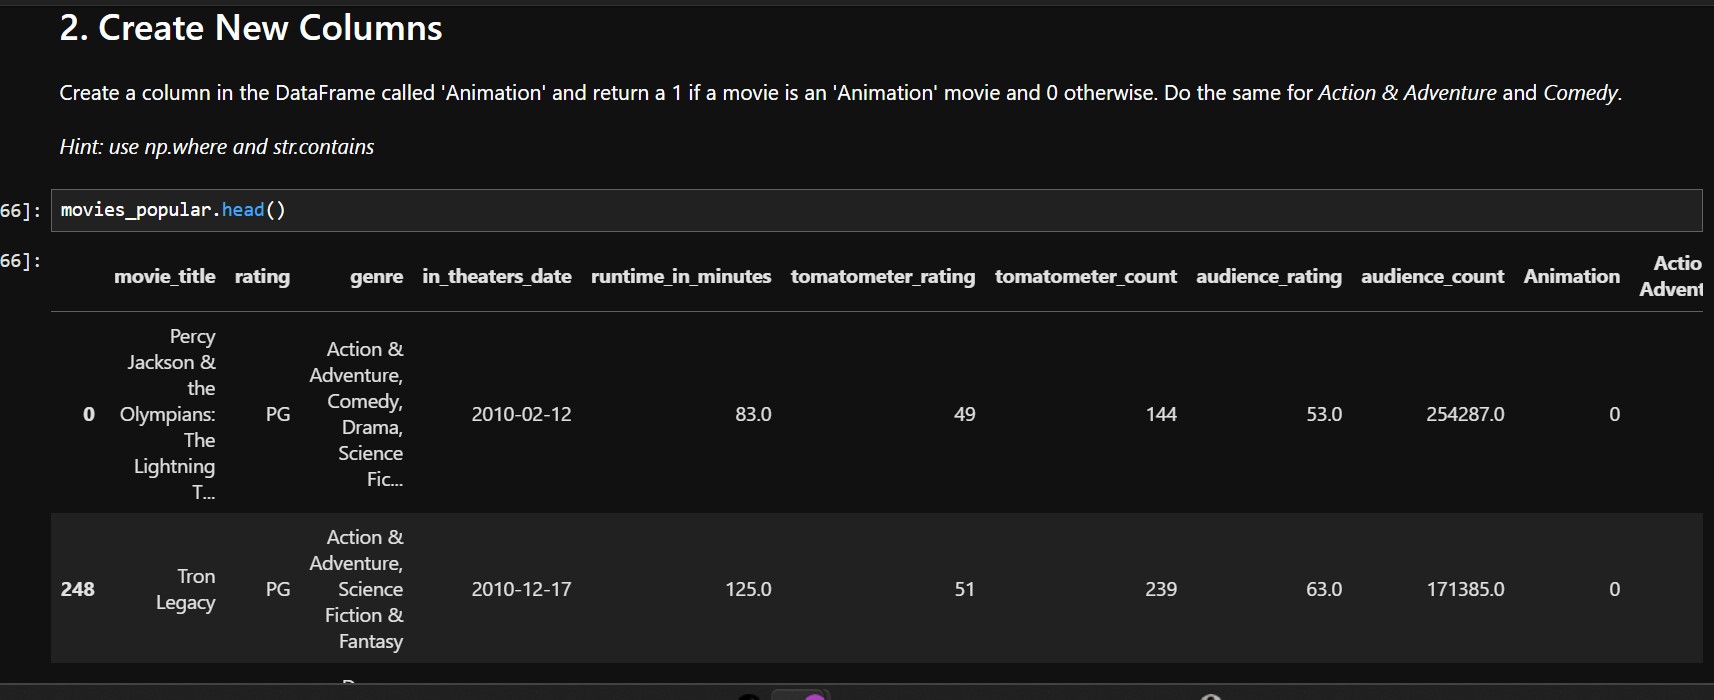 2. Create New Columns
Create a column in the DataFrame called 'Animation' and return a 1 if a movie is an 'Animation' movie and 0 otherwise. Do the same for Action & Adventure and Comedy.
Hint: use np.where and str.contains
66]: movies_popular.head()
66]:
movie_title rating genre in_theaters_date runtime_in_minutes tomatometer_rating tomatometer_count audience_rating audience_count Animation Actio
Advent
Percy
Jackson &
the
Olympians:
The
Lightning
T...
Action &
Adventure,
Comedy,
Drama,
Science
Fic...
0 PG 2010-02-12 83.0 49 144 53.0 254287.0 0
Action &
Adventure,
Science
Fiction &
Fantasy
Tron
Legacy
248 PG 2010-12-17 125.0 51 239 63.0 171385.0 0